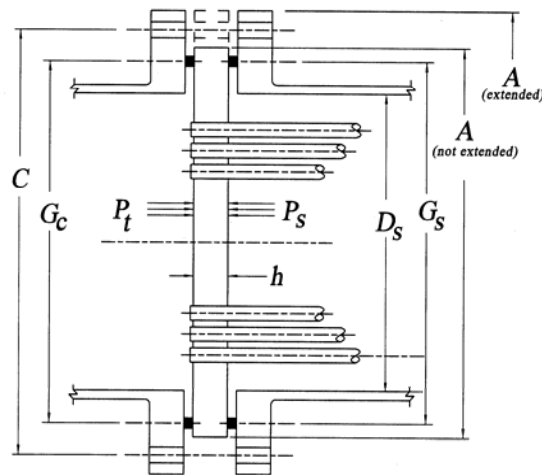 A
(extended)
A
(not extended)
C
G_c
P_t
P_s
D_s
G_s
h